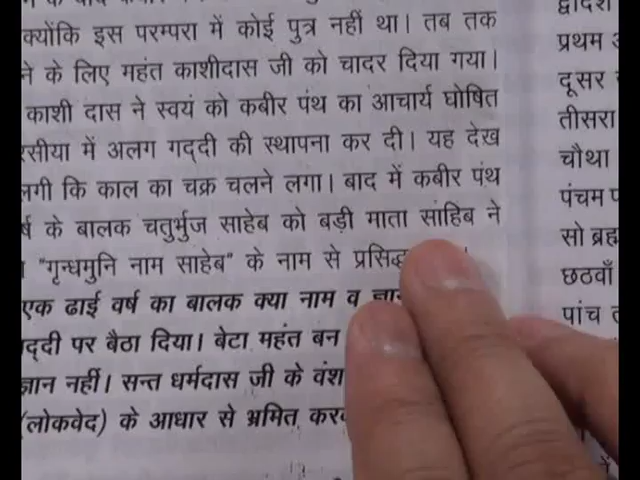 क्योंकि इस परम्परा में कोई पुत्र नहीं था। तब तक
ने के लिए महंत काशीदास जी को चादर दिया गया।
काशी दास ने स्वयं को कबीर पंथ का आचार्य घोषित
रसीया में अलग गद्दी की स्थापना कर दी। यह देख
लगी कि काल का चक्र चलने लगा। बाद में कबीर पंथ
के बालक चतुर्भुज साहेब को बड़ी माता साहिब ने
"गृन्धमुनि नाम साहेब" के नाम से प्रसिद्ध
एक ढाई वर्ष का बालक क्या नाम व ज्ञान
गद्दी पर बैठा दिया। बेटा महंत बन
ज्ञान नहीं। सन्त धर्मदास जी के वंश
(लोकवेद) के आधार से भ्रमित
द्वादश
प्रथम
दूसर
तीसरा
चौथा
पंचम
सो ब्रह्म
छठवाँ
पांच